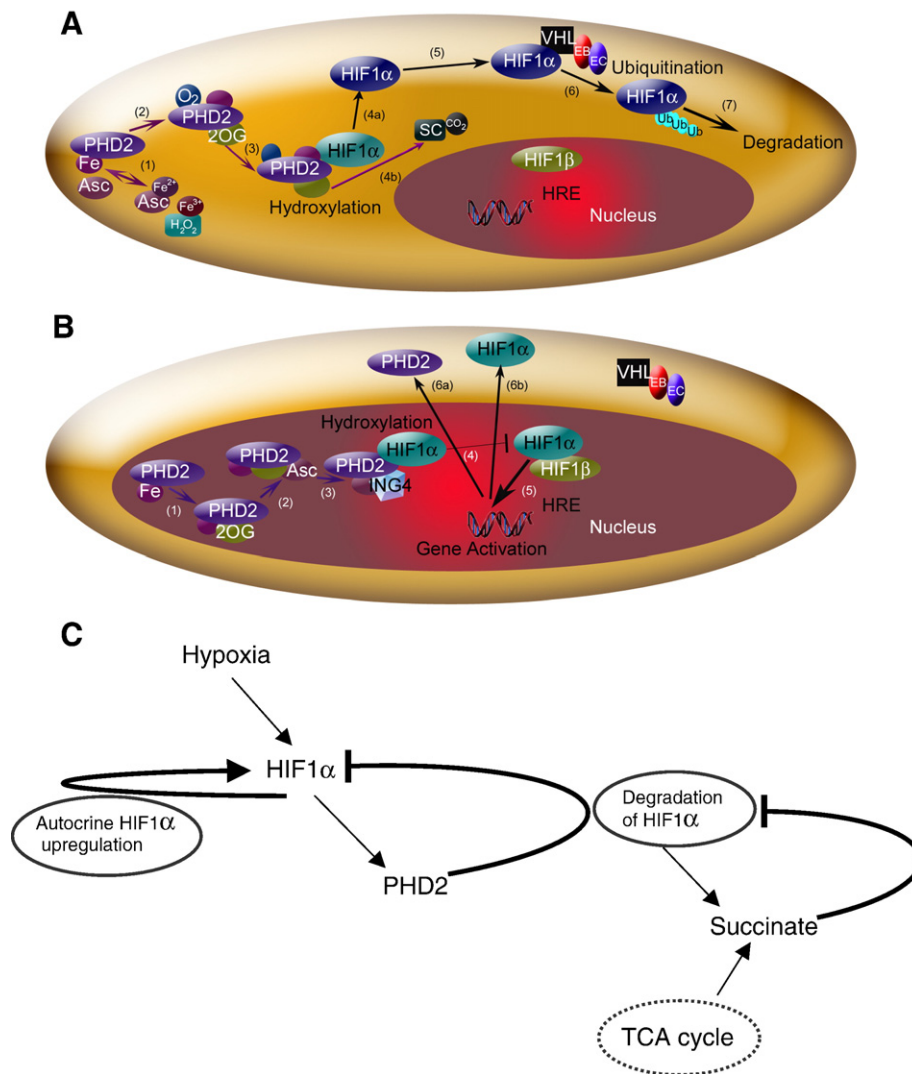 A
VHL
EB
EC
HIF1α
(5)
HIF1α
Ubiquitination
(6)
HIF1α
(7)
Ub
Ub
Ub
Degradation
O₂
(2)
PHD2
2OG
(4a)
SC
CO₂
PHD2
Fe
(1)
Asc
(3)
HIF1α
PHD2
(4b)
Hydroxylation
Fe²⁺
Asc
Fe³⁺
H₂O₂
HIF1β
HRE
Nucleus
B
PHD2
HIF1α
(6a)
(6b)
VHL
EB
EC
Hydroxylation
HIF1α
(4)
HIF1α
HIF1β
PHD2
Fe
(1)
PHD2
2OG
PHD2
(2)
Asc
(3)
PHD2
ING4
(5)
HRE
Nucleus
Gene Activation
C
Hypoxia
HIF1α
Autocrine HIF1α
upregulation
PHD2
Degradation
of HIF1α
Succinate
TCA cycle